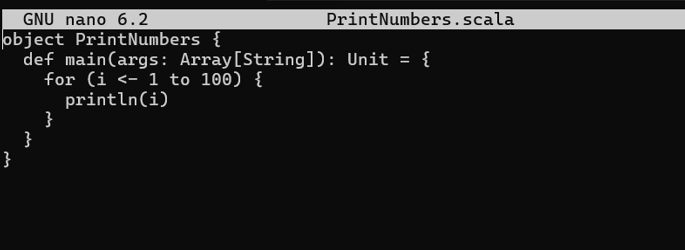 GNU nano 6.2 PrintNumbers.scala
object PrintNumbers {
  def main(args: Array[String]): Unit = {
    for (i <- 1 to 100) {
      println(i)
    }
  }
}